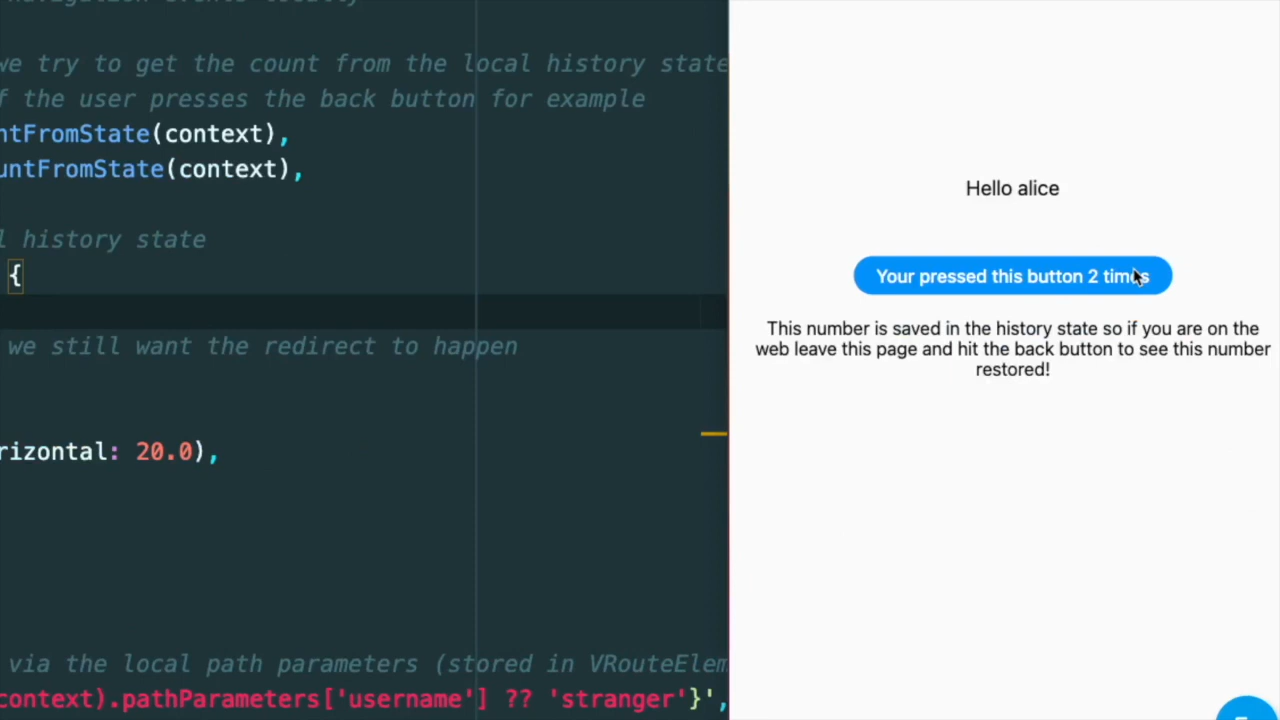 navigation events locally
we try to get the count from the local history state
f the user presses the back button for example
ntFromState(context),
untFromState(context),
l history state
{
we still want the redirect to happen
rizontal: 20.0),
via the local path parameters (stored in VRouteElem
context).pathParameters['username'] ?? 'stranger'}',
Hello alice
Your pressed this button 2 times
This number is saved in the history state so if you are on the
web leave this page and hit the back button to see this number
restored!